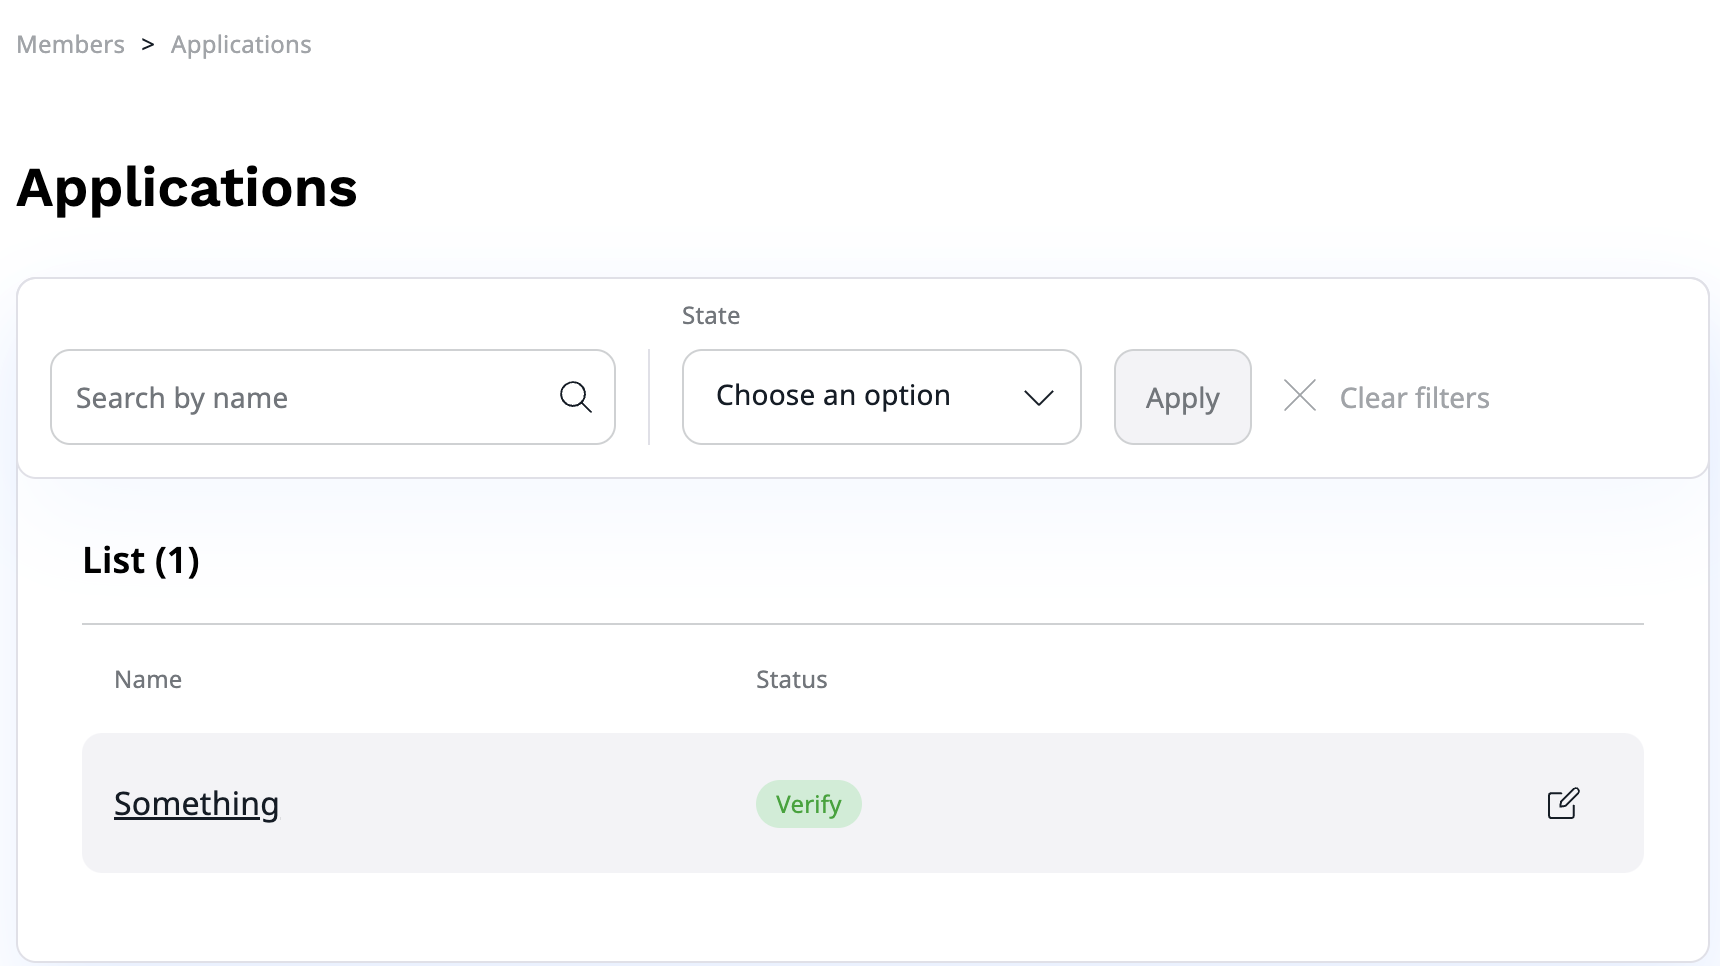 Members > Applications
Applications
State
Search by name
Choose an option
Apply
Clear filters
List (1)
Name Status
Something Verify